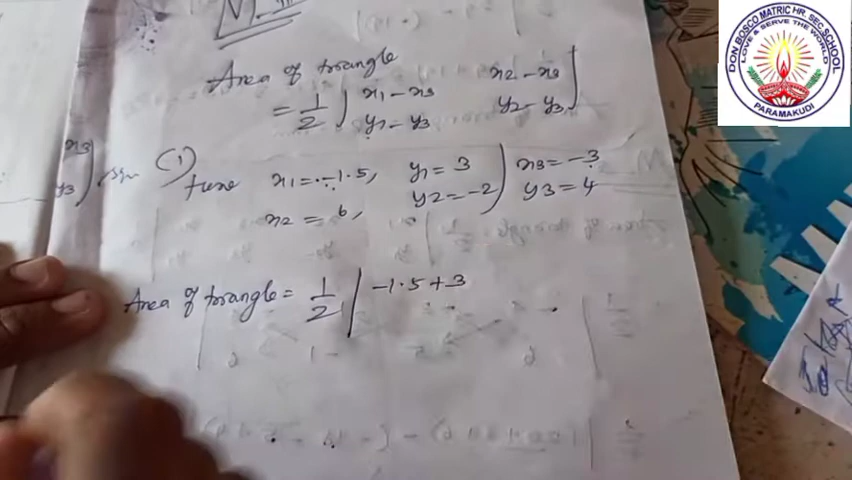 Area of triangle
= 1/2 | x1 - x3 x2 - x3 |
y1 - y3 y2 - y3
x3
y3
(1)
x1 = -1.5, y1 = 3 x3 = -3
x2 = 6, y2 = -2 y3 = 4
Area of triangle = 1/2 | -1.5 + 3
DON BOSCO MATRIC HR. SEC SCHOOL
LOVE & SERVE THE WORLD
PARAMAKUDI